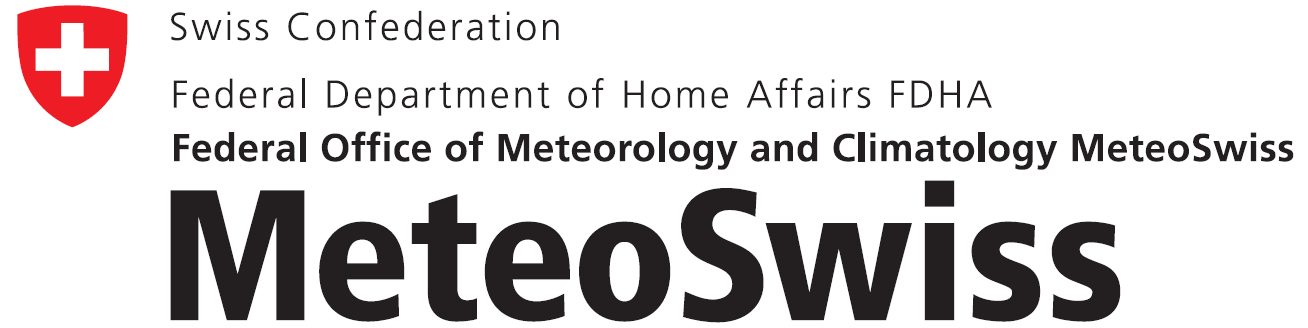 Swiss Confederation
Federal Department of Home Affairs FDHA
Federal Office of Meteorology and Climatology MeteoSwiss
MeteoSwiss